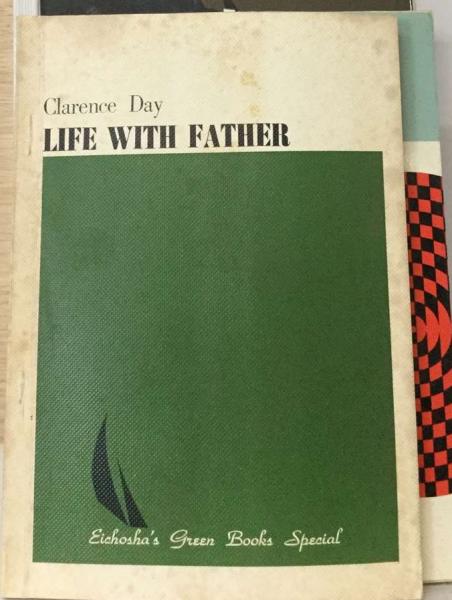 Clarence Day
LIFE WITH FATHER
Eichosha's Green Books Special